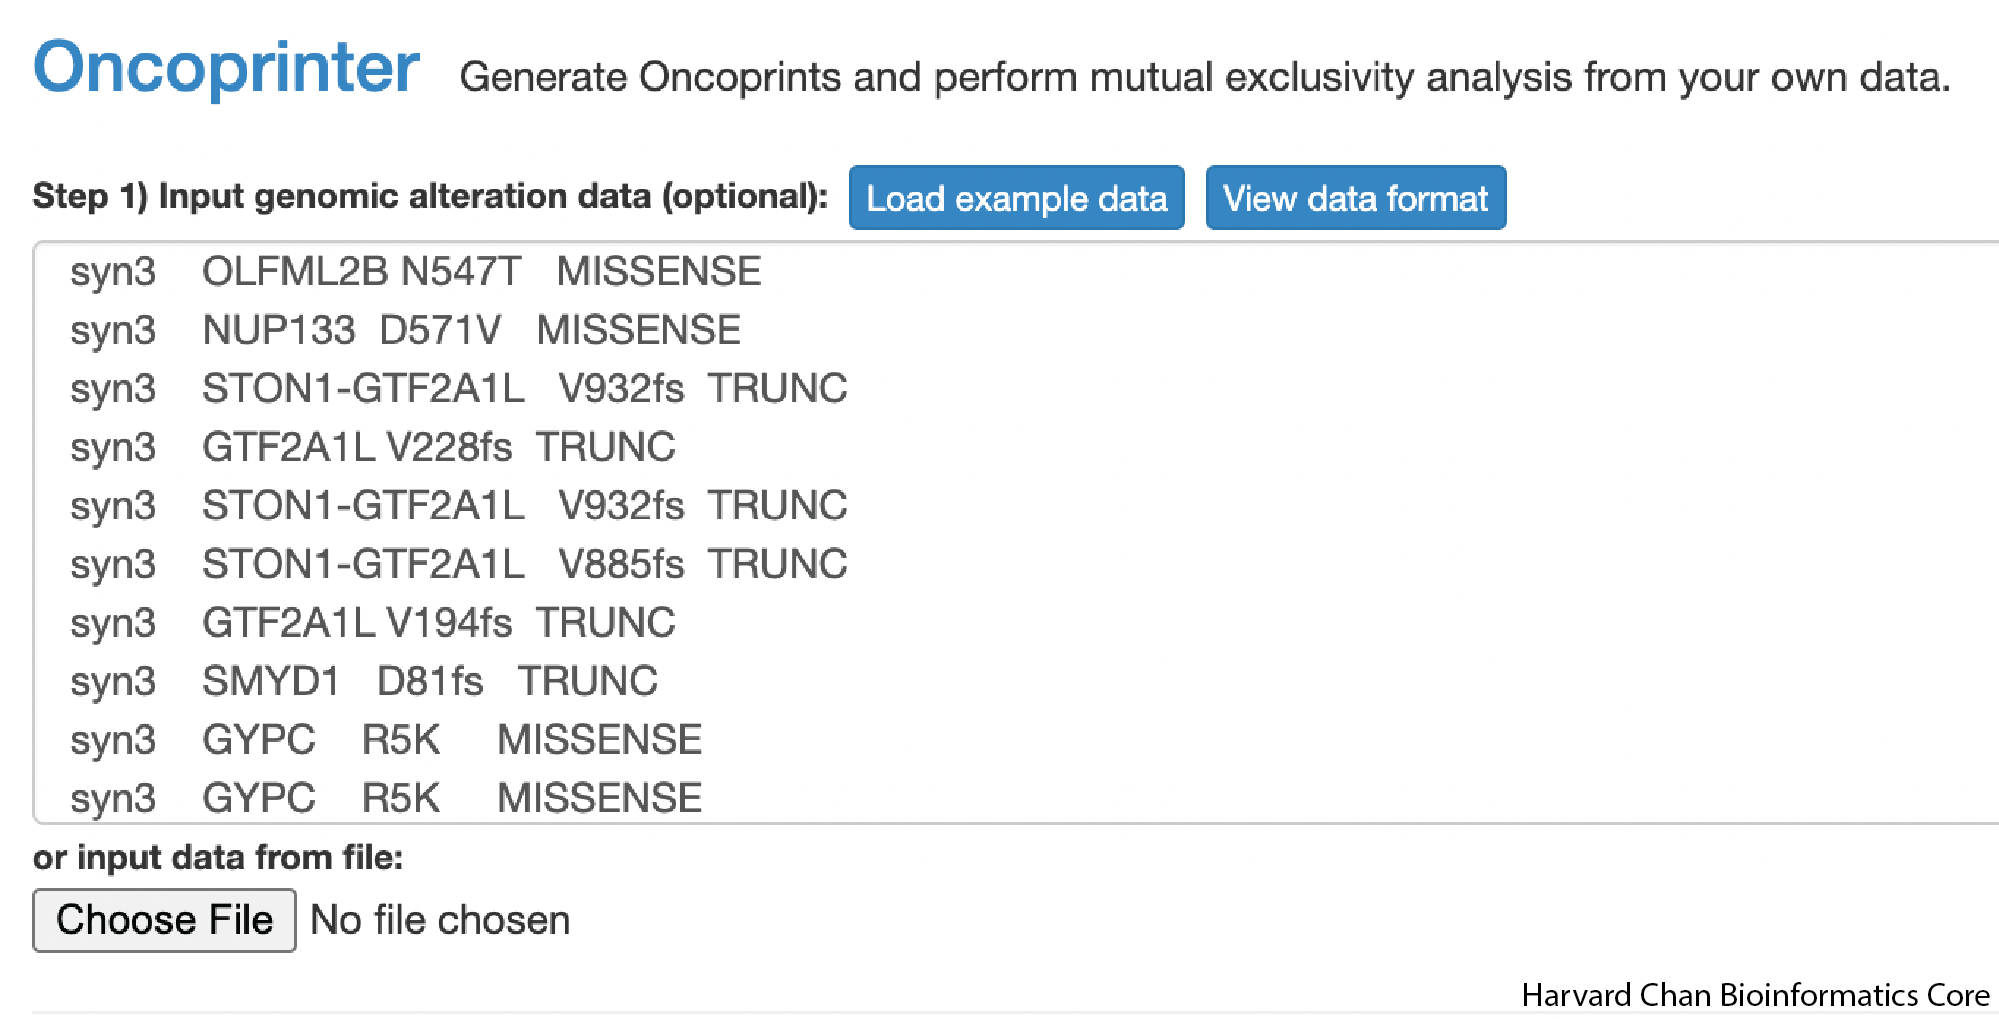 Oncoprinter Generate Oncoprints and perform mutual exclusivity analysis from your own data.
Step 1) Input genomic alteration data (optional): Load example data View data format
syn3 OLFML2B N547T MISSENSE
syn3 NUP133 D571V MISSENSE
syn3 STON1-GTF2A1L V932fs TRUNC
syn3 GTF2A1L V228fs TRUNC
syn3 STON1-GTF2A1L V932fs TRUNC
syn3 STON1-GTF2A1L V885fs TRUNC
syn3 GTF2A1L V194fs TRUNC
syn3 SMYD1 D81fs TRUNC
syn3 GYPC R5K MISSENSE
syn3 GYPC R5K MISSENSE
or input data from file:
Choose File No file chosen
Harvard Chan Bioinformatics Core